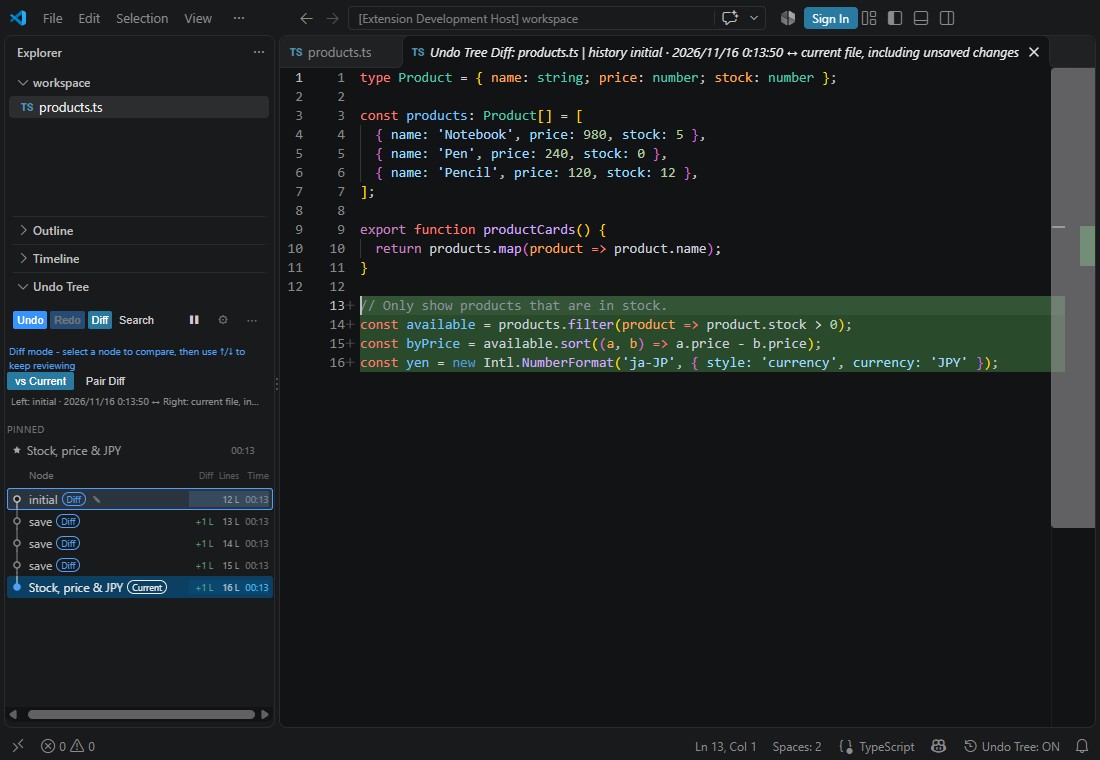 File Edit Selection View ···
[Extension Development Host] workspace
Sign In
Explorer ···
workspace
TS products.ts
Outline
Timeline
Undo Tree
Undo Redo Diff Search ···
Diff mode - select a node to compare, then use ↑/↓ to
keep reviewing
vs Current Pair Diff
Left: initial · 2026/11/16 0:13:50 ↔ Right: current file, in...
PINNED
★ Stock, price & JPY 00:13
Node Diff Lines Time
initial Diff ✎ 12 L 00:13
save Diff +1 L 13 L 00:13
save Diff +1 L 14 L 00:13
save Diff +1 L 15 L 00:13
Stock, price & JPY Current +1 L 16 L 00:13
TS products.ts
TS Undo Tree Diff: products.ts | history initial · 2026/11/16 0:13:50 ↔ current file, including unsaved changes
1 1 type Product = { name: string; price: number; stock: number };
2 2
3 3 const products: Product[] = [
4 4 { name: 'Notebook', price: 980, stock: 5 },
5 5 { name: 'Pen', price: 240, stock: 0 },
6 6 { name: 'Pencil', price: 120, stock: 12 },
7 7 ];
8 8
9 9 export function productCards() {
10 10 return products.map(product => product.name);
11 11 }
12 12
13+ // Only show products that are in stock.
14+ const available = products.filter(product => product.stock > 0);
15+ const byPrice = available.sort((a, b) => a.price - b.price);
16+ const yen = new Intl.NumberFormat('ja-JP', { style: 'currency', currency: 'JPY' });
0 0
Ln 13, Col 1 Spaces: 2 { } TypeScript Undo Tree: ON